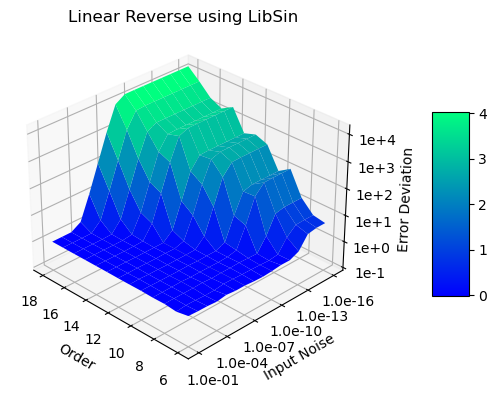 Linear Reverse using LibSin
1e+4
1e+3
1e+2
1e+1
1e+0
1e-1
Error Deviation
4
3
2
1
0
18
16
14
12
10
8
6
Order
1.0e-16
1.0e-13
1.0e-10
1.0e-07
1.0e-04
1.0e-01
Input Noise